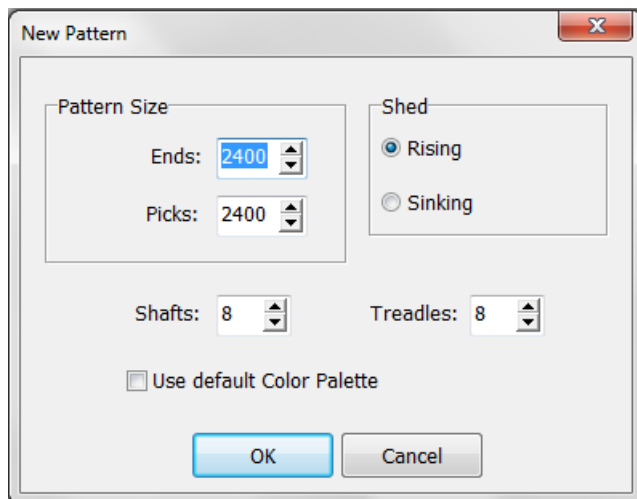 New Pattern
Pattern Size
Ends: 2400
Picks: 2400
Shed
Rising
Sinking
Shafts: 8
Treadles: 8
Use default Color Palette
OK
Cancel